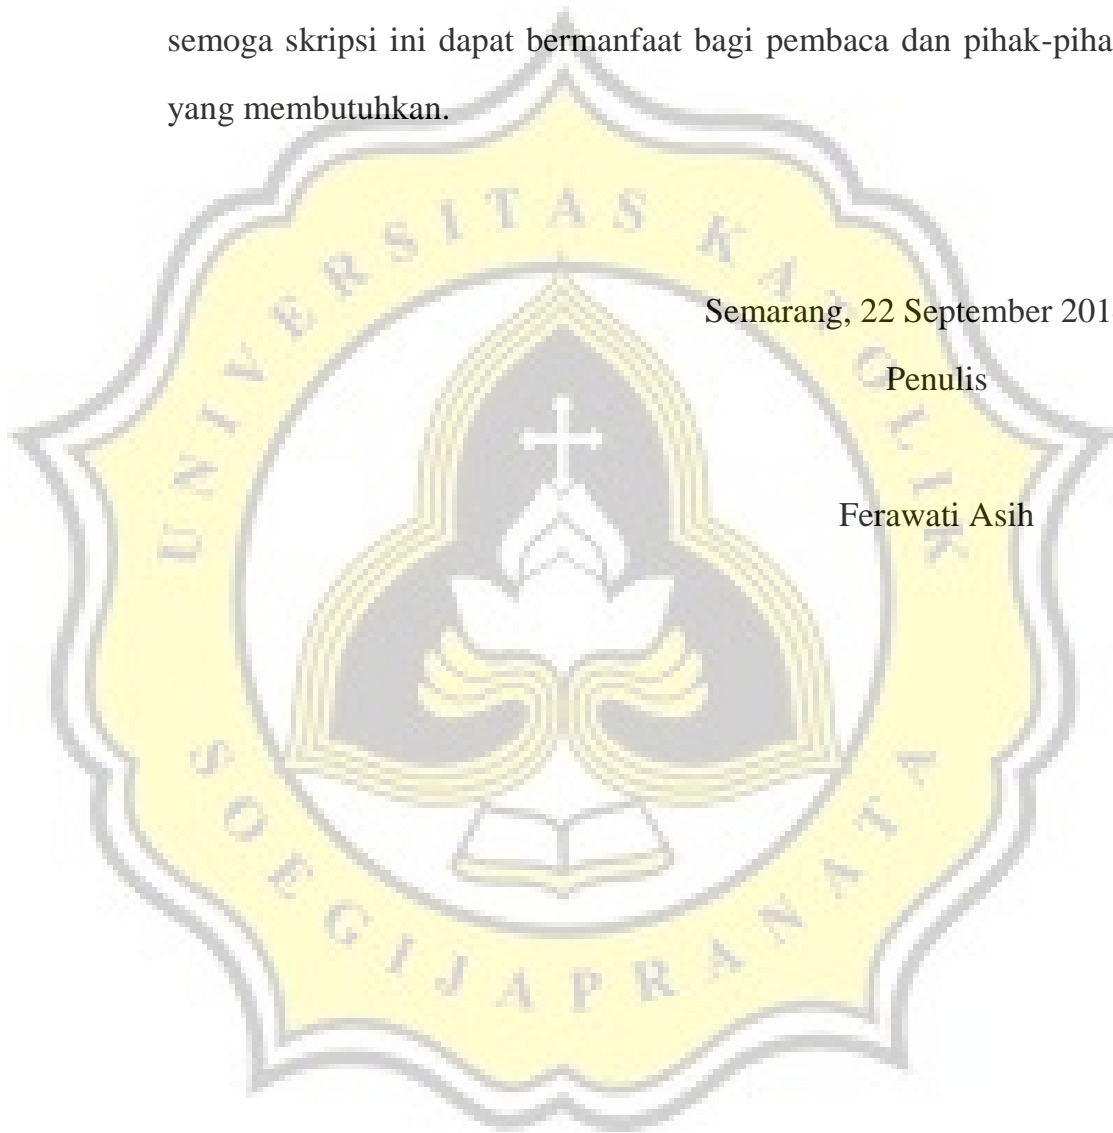 semoga skripsi ini dapat bermanfaat bagi pembaca dan pihak-piha
yang membutuhkan.
UNIVERSITAS KATOLIK
Semarang, 22 September 201
Penulis
Ferawati Asih
SOEGIJAPRANATA